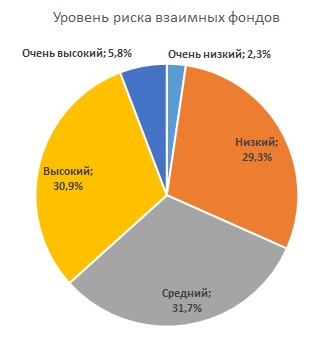 Уровень риска взаимных фондов
Очень высокий; 5,8%
Очень низкий; 2,3%
Низкий;
29,3%
Высокий;
30,9%
Средний;
31,7%